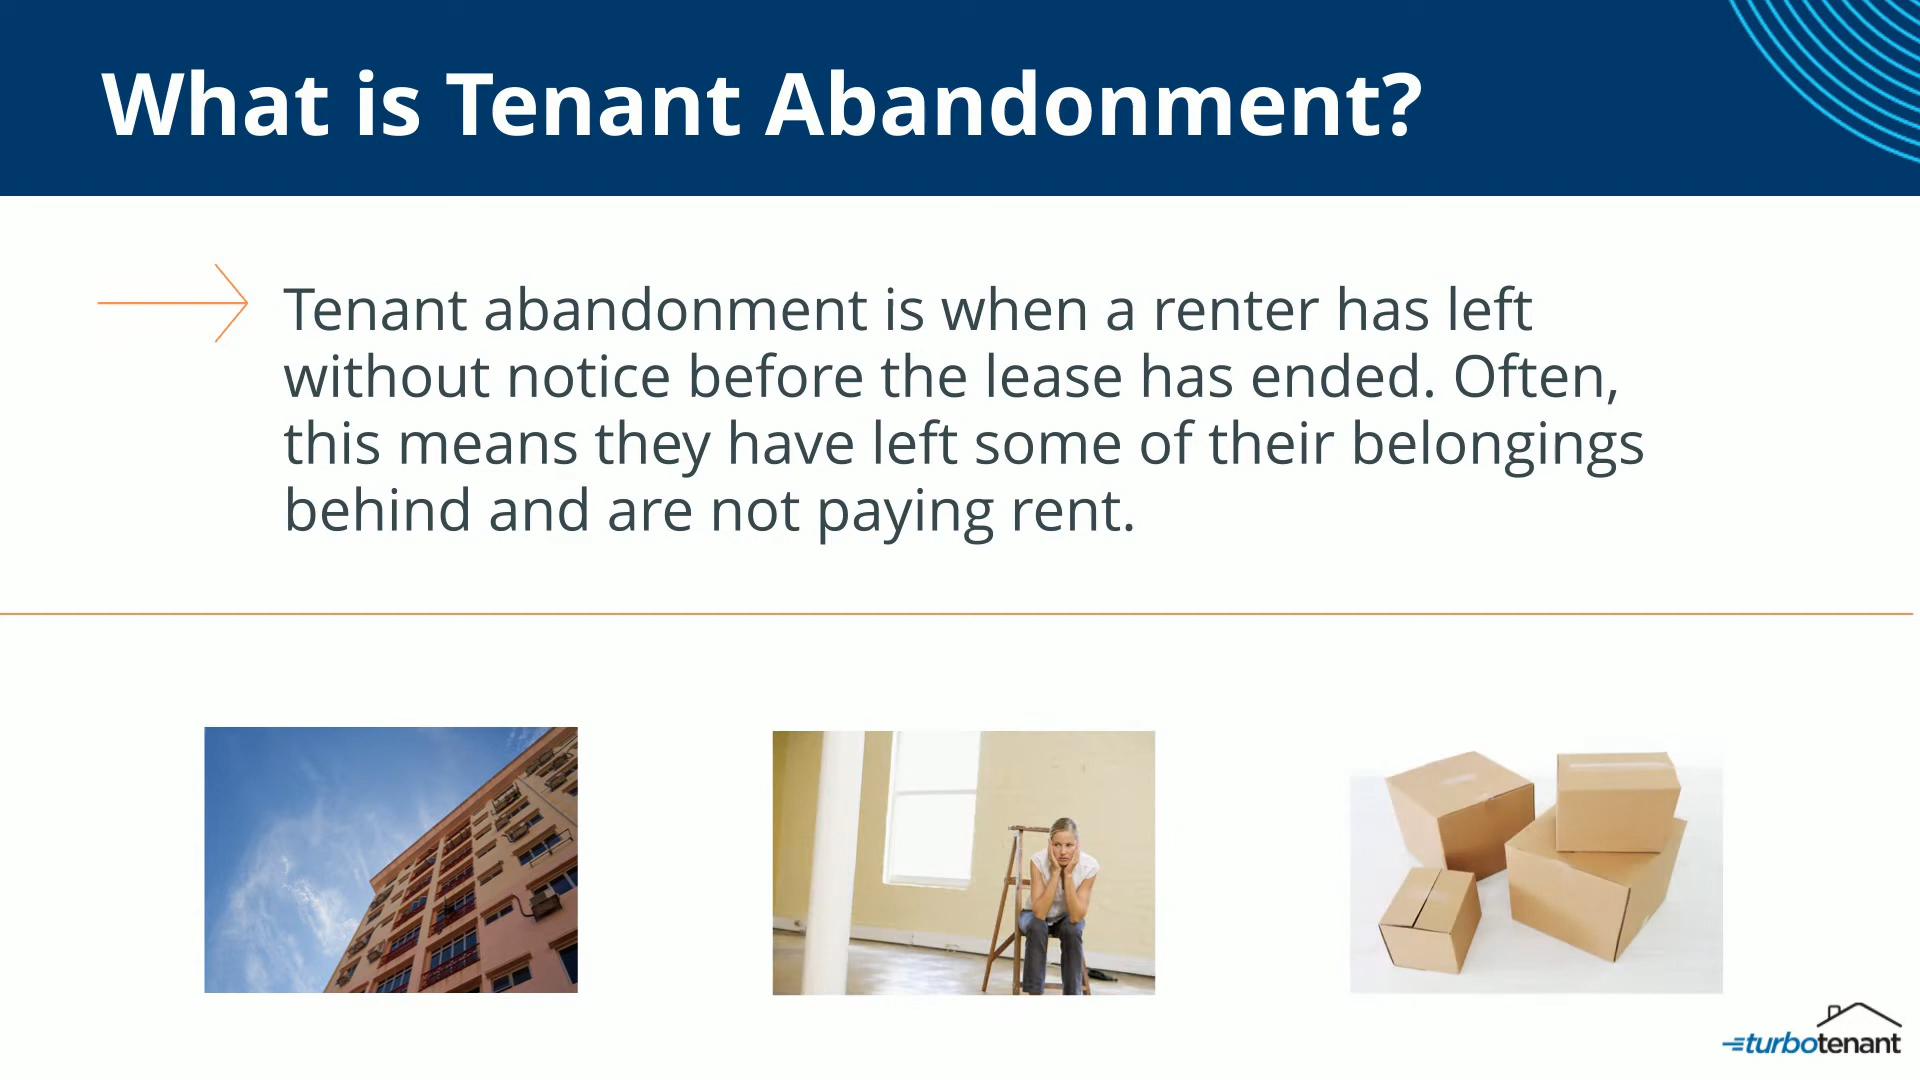 What is Tenant Abandonment?
Tenant abandonment is when a renter has left
without notice before the lease has ended. Often,
this means they have left some of their belongings
behind and are not paying rent.
turbotenant